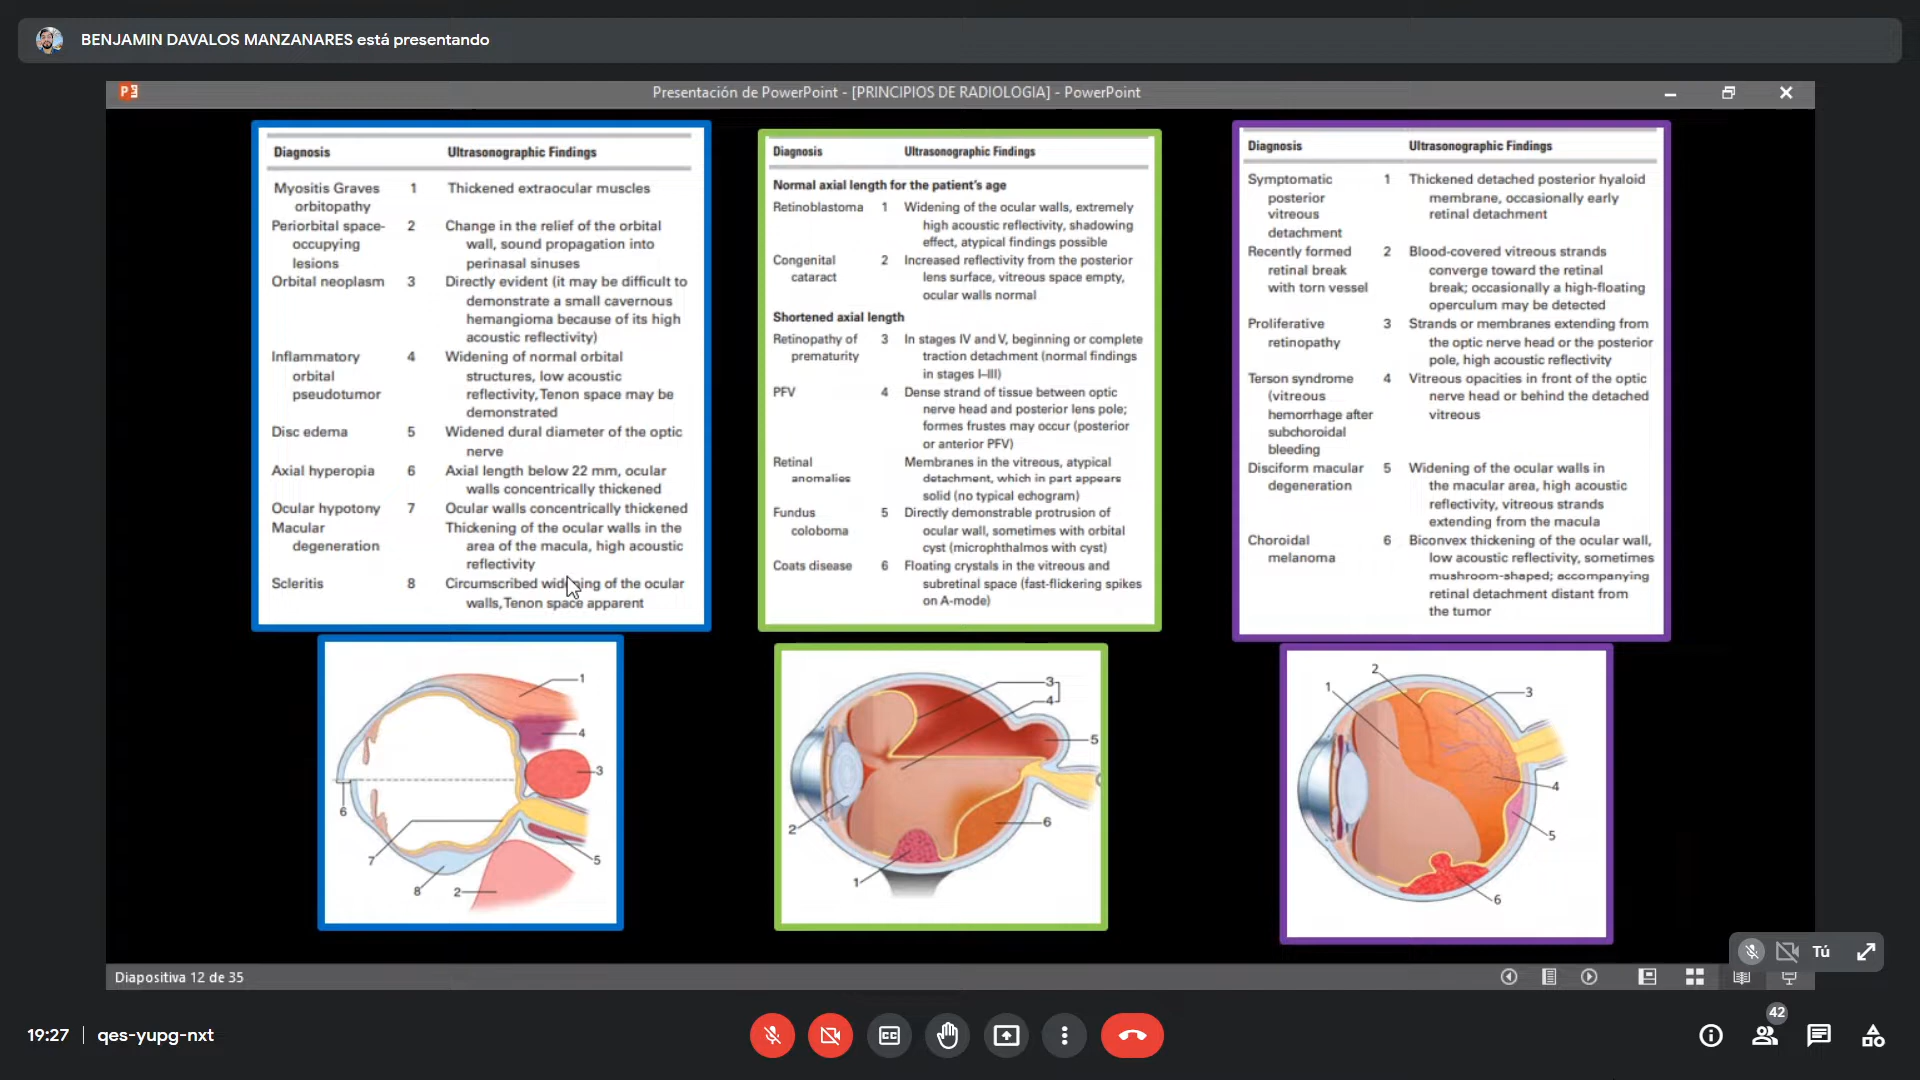 BENJAMIN DAVALOS MANZANARES está presentando
Presentación de PowerPoint - [PRINCIPIOS DE RADIOLOGIA] - PowerPoint
Diagnosis Ultrasonographic Findings
Myositis Graves 1 Thickened extraocular muscles
orbitopathy
Periorbital space- 2 Change in the relief of the orbital
occupying wall, sound propagation into
lesions perinasal sinuses
Orbital neoplasm 3 Directly evident (it may be difficult to
demonstrate a small cavernous
hemangioma because of its high
acoustic reflectivity)
Inflammatory 4 Widening of normal orbital
orbital structures, low acoustic
pseudotumor reflectivity, Tenon space may be
demonstrated
Disc edema 5 Widened dural diameter of the optic
nerve
Axial hyperopia 6 Axial length below 22 mm, ocular
walls concentrically thickened
Ocular hypotony 7 Ocular walls concentrically thickened
Macular Thickening of the ocular walls in the
degeneration area of the macula, high acoustic
reflectivity
Scleritis 8 Circumscribed widening of the ocular
walls, Tenon space apparent
1
4
3
6
7
5
8
2
Diagnosis Ultrasonographic Findings
Normal axial length for the patient's age
Retinoblastoma 1 Widening of the ocular walls, extremely
high acoustic reflectivity, shadowing
effect, atypical findings possible
Congenital 2 Increased reflectivity from the posterior
cataract lens surface, vitreous space empty,
ocular walls normal
Shortened axial length
Retinopathy of 3 In stages IV and V, beginning or complete
prematurity traction detachment (normal findings
in stages I–III)
PFV 4 Dense strand of tissue between optic
nerve head and posterior lens pole;
formes frustes may occur (posterior
or anterior PFV)
Retinal Membranes in the vitreous, atypical
anomalies detachment, which in part appears
solid (no typical echogram)
Fundus 5 Directly demonstrable protrusion of
coloboma ocular wall, sometimes with orbital
cyst (microphthalmos with cyst)
Coats disease 6 Floating crystals in the vitreous and
subretinal space (fast-flickering spikes
on A-mode)
3
4
5
2
6
1
Diagnosis Ultrasonographic Findings
Symptomatic 1 Thickened detached posterior hyaloid
posterior membrane, occasionally early
vitreous retinal detachment
detachment
Recently formed 2 Blood-covered vitreous strands
retinal break converge toward the retinal
with torn vessel break; occasionally a high-floating
operculum may be detected
Proliferative 3 Strands or membranes extending from
retinopathy the optic nerve head or the posterior
pole, high acoustic reflectivity
Terson syndrome 4 Vitreous opacities in front of the optic
(vitreous nerve head or behind the detached
hemorrhage after vitreous
subchoroidal
bleeding
Disciform macular 5 Widening of the ocular walls in
degeneration the macular area, high acoustic
reflectivity, vitreous strands
extending from the macula
Choroidal 6 Biconvex thickening of the ocular wall,
melanoma low acoustic reflectivity, sometimes
mushroom-shaped; accompanying
retinal detachment distant from
the tumor
2
1
3
4
5
6
Tú
Diapositiva 12 de 35
19:27 qes-yupg-nxt
42